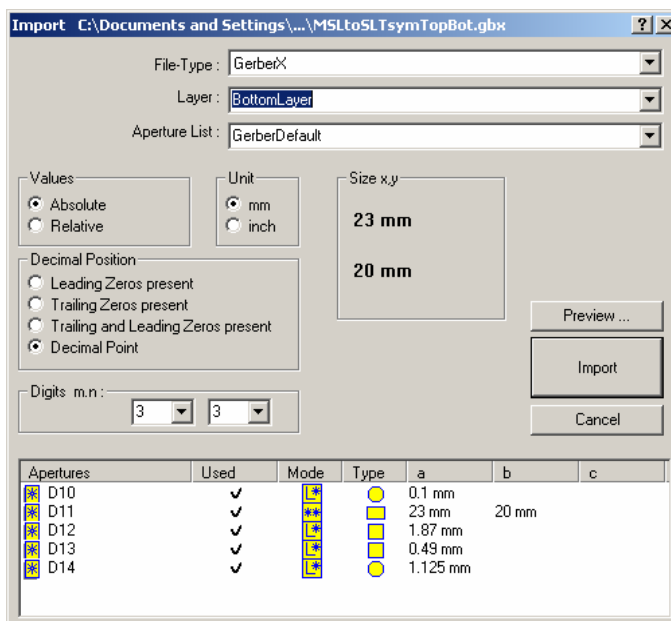 Import C:\Documents and Settings\...\MSLtoSLTsymTopBot.gbx
File-Type : GerberX
Layer : BottomLayer
Aperture List : GerberDefault
Values Unit Size x,y
Absolute mm 23 mm
Relative inch
Decimal Position 20 mm
Leading Zeros present
Trailing Zeros present
Trailing and Leading Zeros present
Decimal Point
Preview ...
Import
Cancel
Digits m.n :
3 3
Apertures Used Mode Type a b c
D10 0.1 mm
D11 23 mm 20 mm
D12 1.87 mm
D13 0.49 mm
D14 1.125 mm